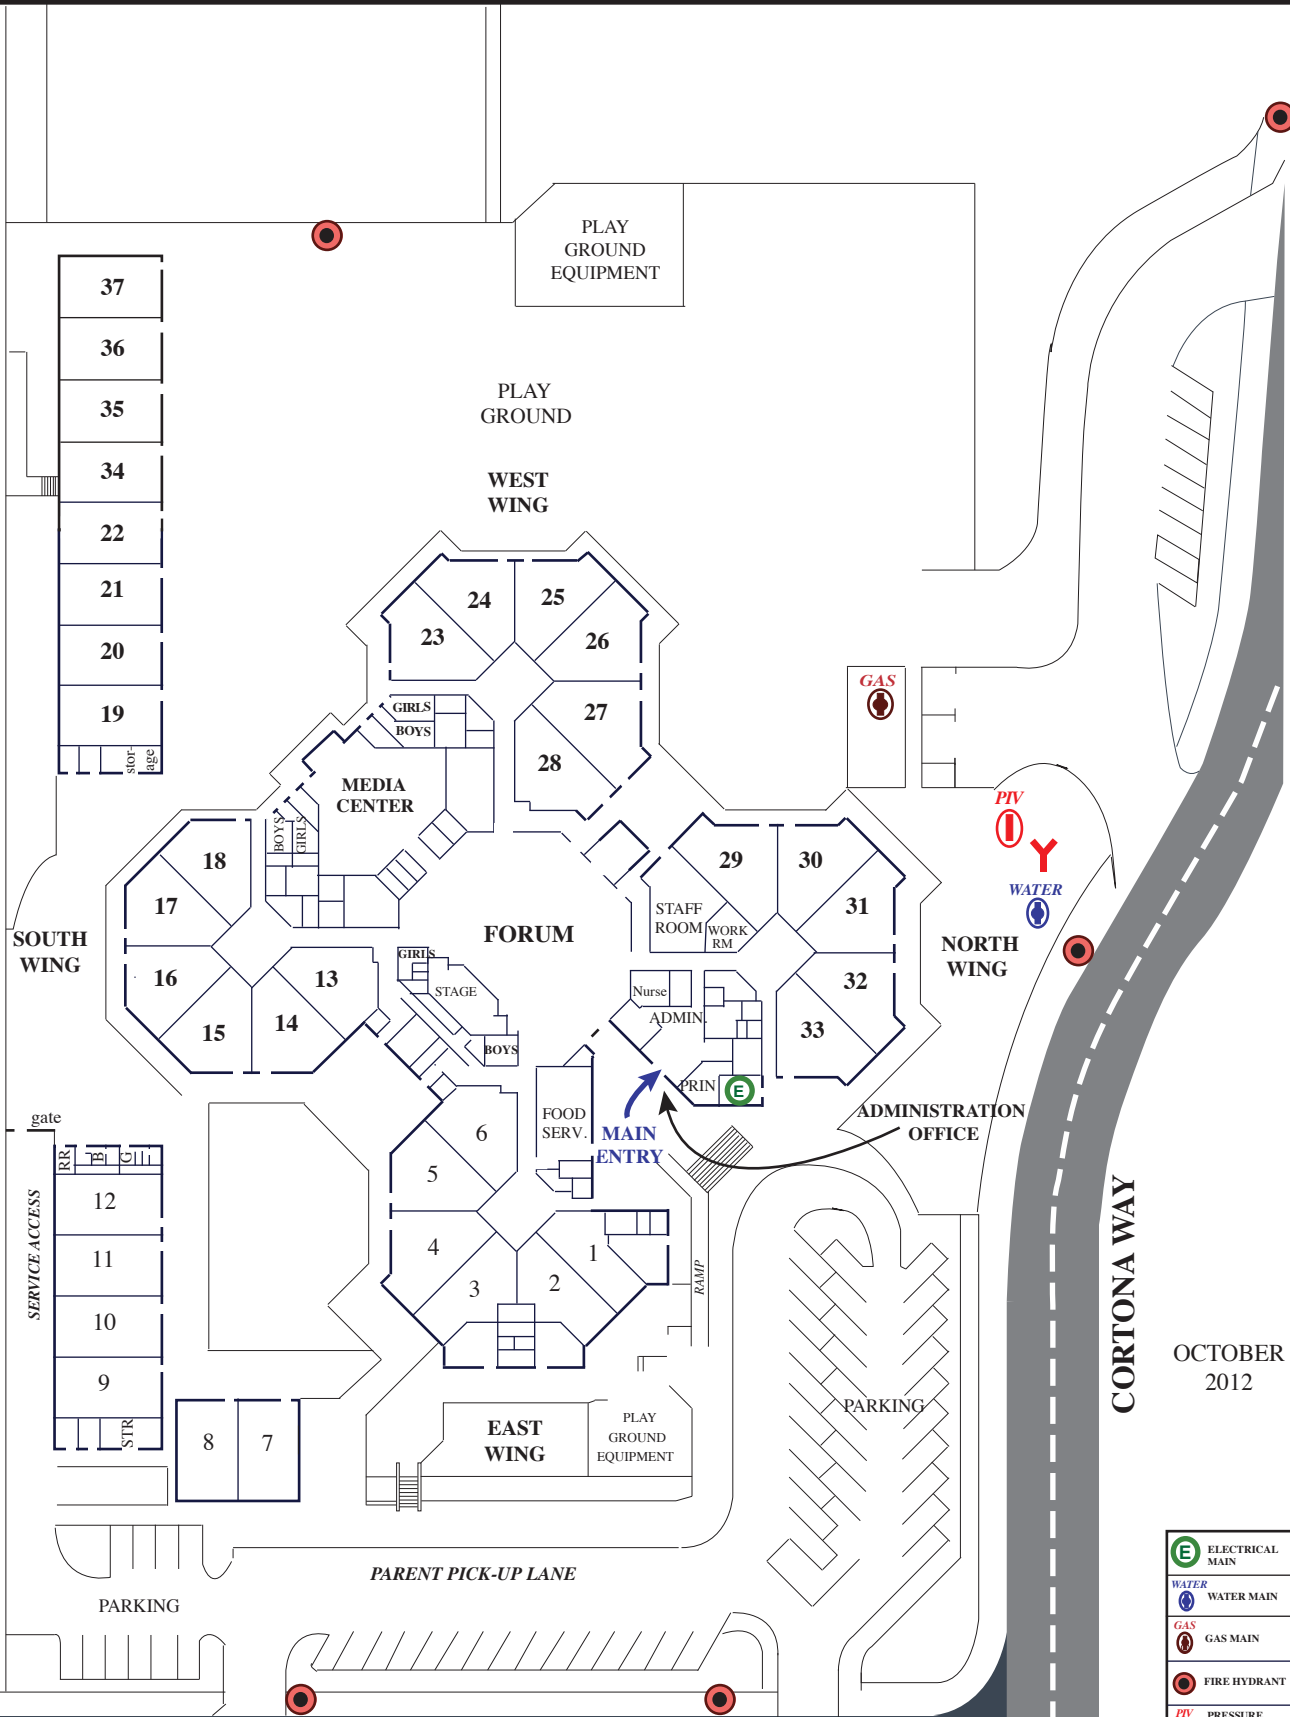 PLAY
GROUND
EQUIPMENT
37
36
35
34
22
21
20
19
stor-
age
PLAY
GROUND
WEST
WING
24
25
23
26
27
28
GIRLS
BOYS
MEDIA
CENTER
BOYS
GIRLS
GAS
PIV
WATER
18
17
16
15
14
13
SOUTH
WING
FORUM
29
30
31
32
33
STAFF
ROOM
WORK
RM
NORTH
WING
GIRLS
STAGE
BOYS
Nurse
ADMIN.
PRIN
E
FOOD
SERV.
MAIN
ENTRY
ADMINISTRATION
OFFICE
gate
RR
B
G
12
11
10
9
STR
SERVICE ACCESS
8
7
6
5
4
3
2
1
RAMP
EAST
WING
PLAY
GROUND
EQUIPMENT
PARKING
CORTONA WAY
OCTOBER
2012
PARENT PICK-UP LANE
PARKING
E
ELECTRICAL
MAIN
WATER
WATER MAIN
GAS
GAS MAIN
FIRE HYDRANT
PIV
PRESSURE